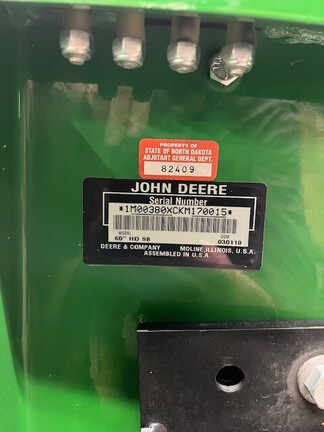 PROPERTY OF
STATE OF NORTH DAKOTA
ADJUTANT GENERAL DEPT.
82409
JOHN DEERE
Serial Number
*1M00380XCKM170015*
MODEL
60" HD SB
DOM
030119
DEERE & COMPANY MOLINE, ILLINOIS, U.S.A.
ASSEMBLED IN U.S.A.